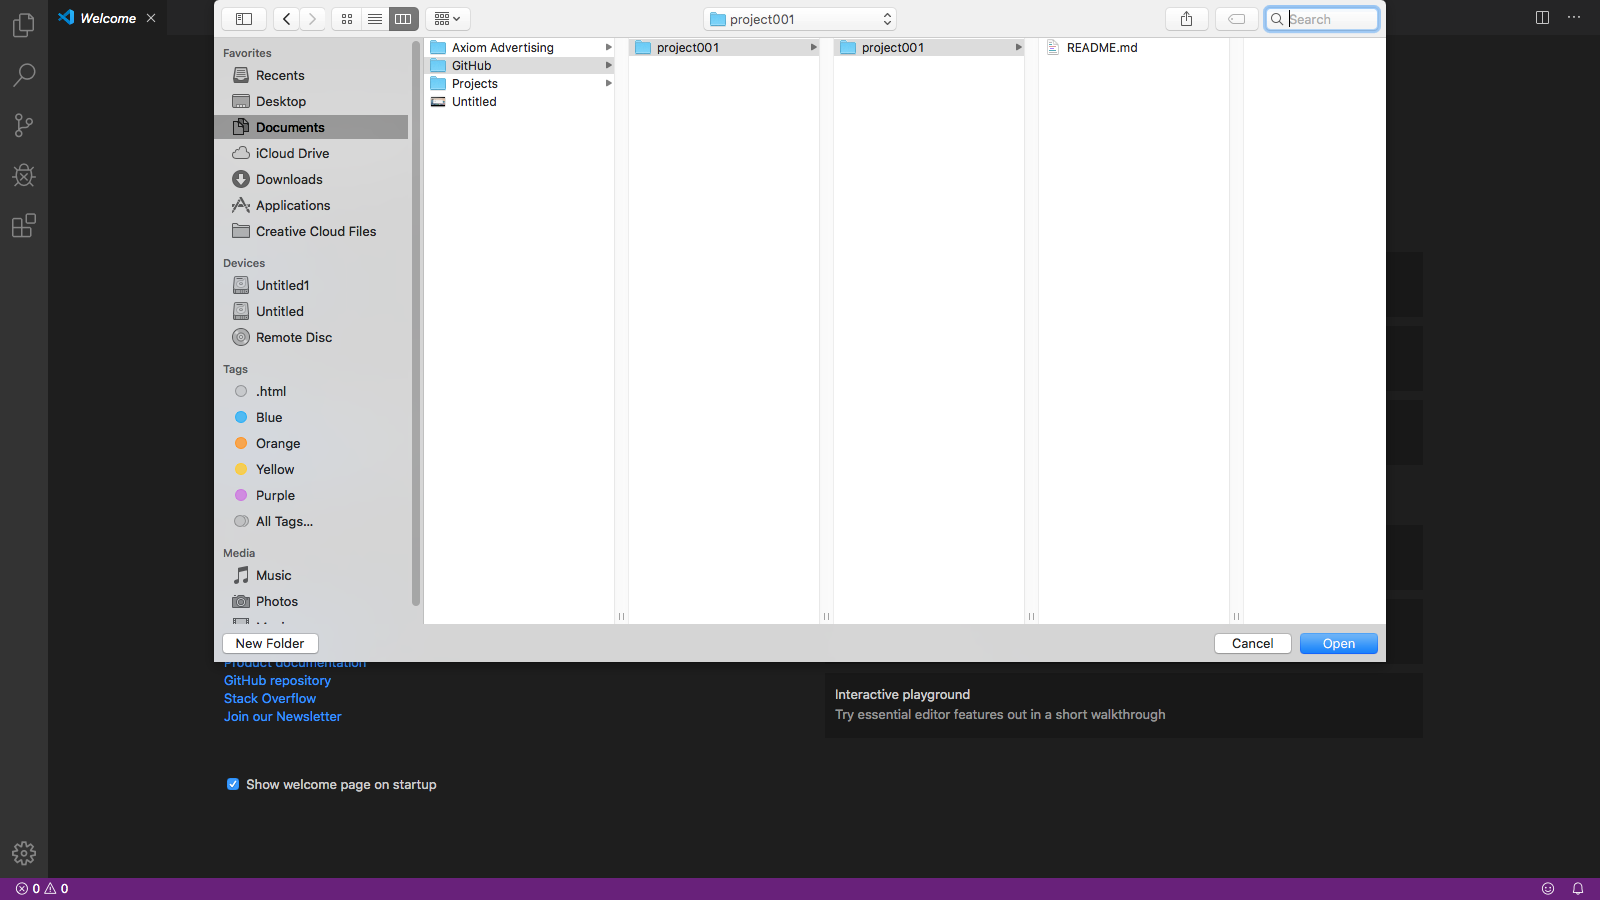 Welcome
project001
Search
Favorites
Recents
Desktop
Documents
iCloud Drive
Downloads
Applications
Creative Cloud Files
Devices
Untitled1
Untitled
Remote Disc
Tags
.html
Blue
Orange
Yellow
Purple
All Tags...
Media
Music
Photos
Axiom Advertising
GitHub
Projects
Untitled
project001
project001
README.md
New Folder
Cancel
Open
Product documentation
GitHub repository
Stack Overflow
Join our Newsletter
Interactive playground
Try essential editor features out in a short walkthrough
Show welcome page on startup
0 0